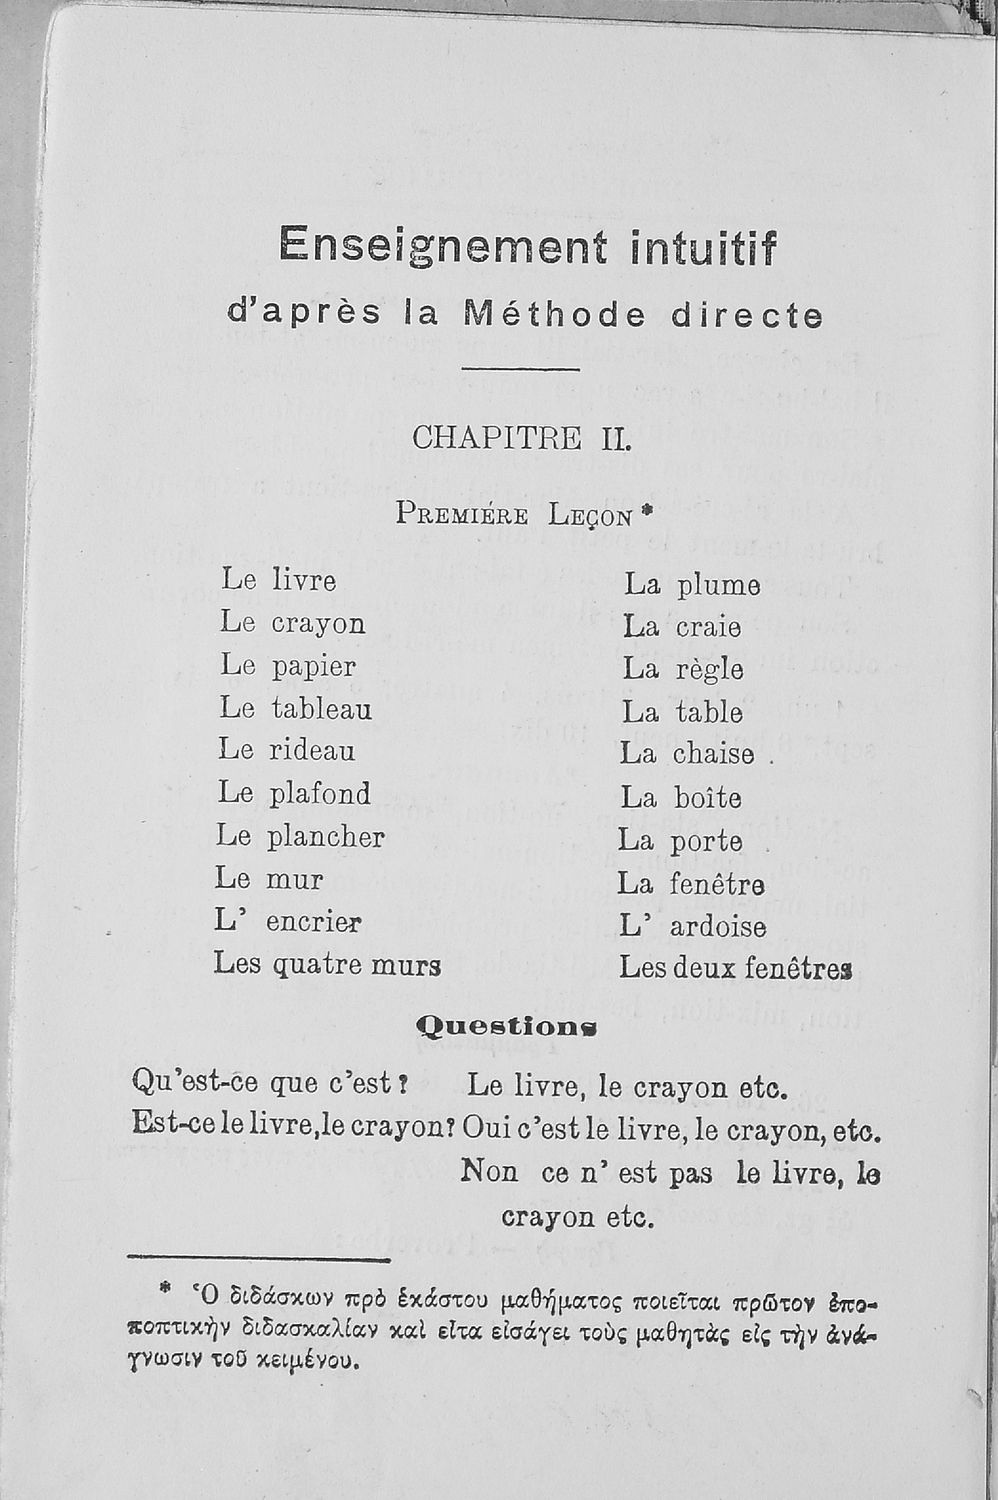 Enseignement intuitif
d'après la Méthode directe
CHAPITRE II.
PREMIÉRE LEÇON *
Le livre La plume
Le crayon La craie
Le papier La règle
Le tableau La table
Le rideau La chaise .
Le plafond La boîte
Le plancher La porte
Le mur La fenêtre
L' encrier L' ardoise
Les quatre murs Les deux fenêtres
Questions
Qu'est-ce que c'est ? Le livre, le crayon etc.
Est-ce le livre, le crayon? Oui c'est le livre, le crayon, etc.
Non ce n' est pas le livre, le
crayon etc.
* Ὁ διδάσκων πρὸ ἑκάστου μαθήματος ποιεῖται πρῶτον ἐπο-
ποπτικὴν διδασκαλίαν καὶ εἶτα εἰσάγει τοὺς μαθητὰς εἰς τὴν ἀνά-
γνωσιν τοῦ κειμένου.